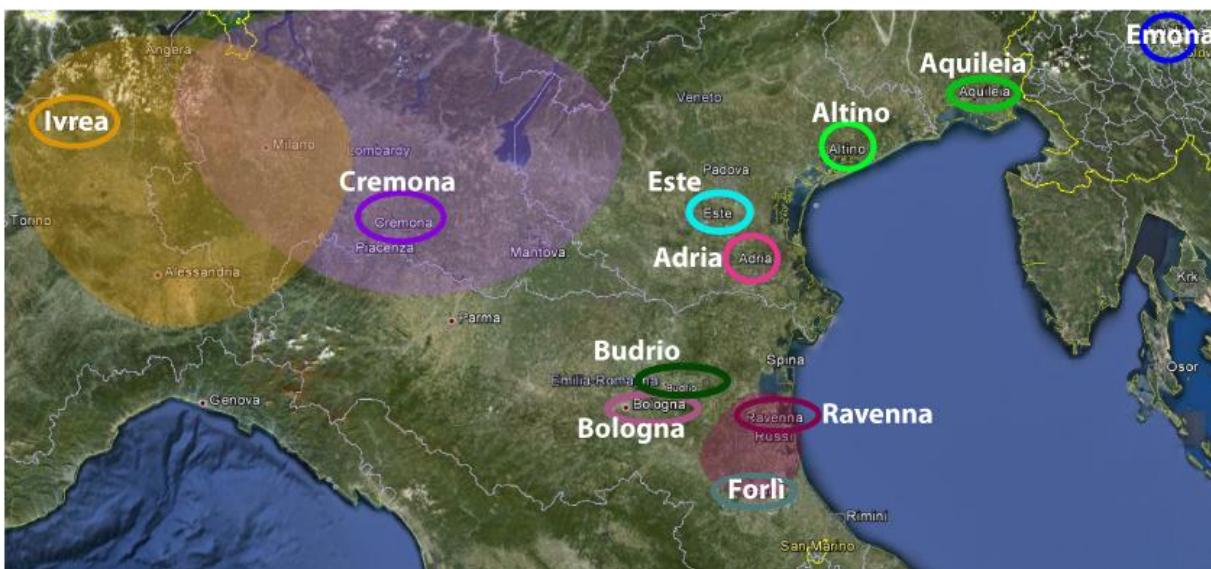 Emona
Angera
Aquileia
Aquileia
Veneto
Altino
Ivrea
Milano
Lombardy
Altino
Cremona
Este
Padova
Torino
Cremona
Este
Piacenza
Mantova
Adria
Adria
Alessandria
Krk
Parma
Budrio
Spina
Osor
Emilia-Romagna
Budrio
Genova
Bologna
Ravenna
Ravenna
Bologna
Russi
Forlì
Rimini
San Marino